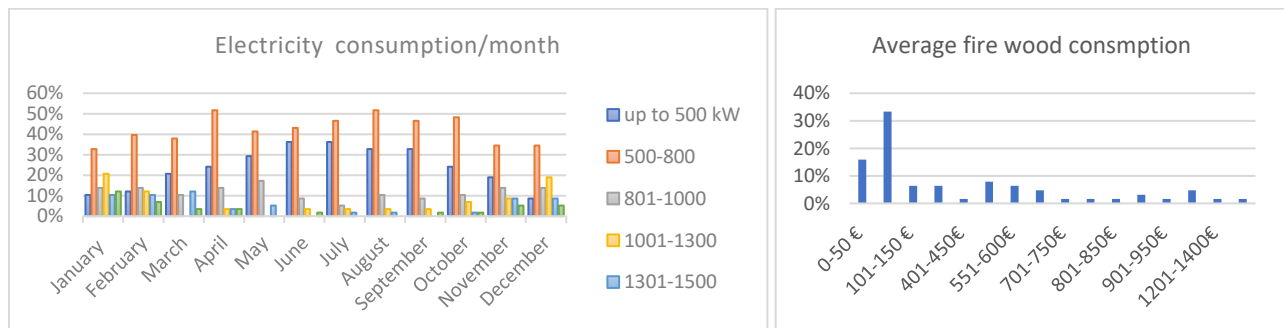 Electricity consumption/month
60%
50%
40%
30%
20%
10%
0%
January
February
March
April
May
June
July
August
September
October
November
December
up to 500 kW
500-800
801-1000
1001-1300
1301-1500
Average fire wood consmption
40%
30%
20%
10%
0%
0-50 €
101-150 €
401-450€
551-600€
701-750€
801-850€
901-950€
1201-1400€